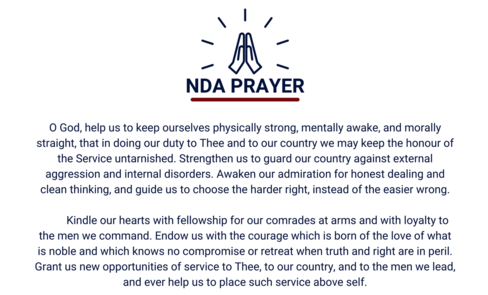 NDA PRAYER
O God, help us to keep ourselves physically strong, mentally awake, and morally
straight, that in doing our duty to Thee and to our country we may keep the honour of
the Service untarnished. Strengthen us to guard our country against external
aggression and internal disorders. Awaken our admiration for honest dealing and
clean thinking, and guide us to choose the harder right, instead of the easier wrong.
Kindle our hearts with fellowship for our comrades at arms and with loyalty to
the men we command. Endow us with the courage which is born of the love of what
is noble and which knows no compromise or retreat when truth and right are in peril.
Grant us new opportunities of service to Thee, to our country, and to the men we lead,
and ever help us to place such service above self.